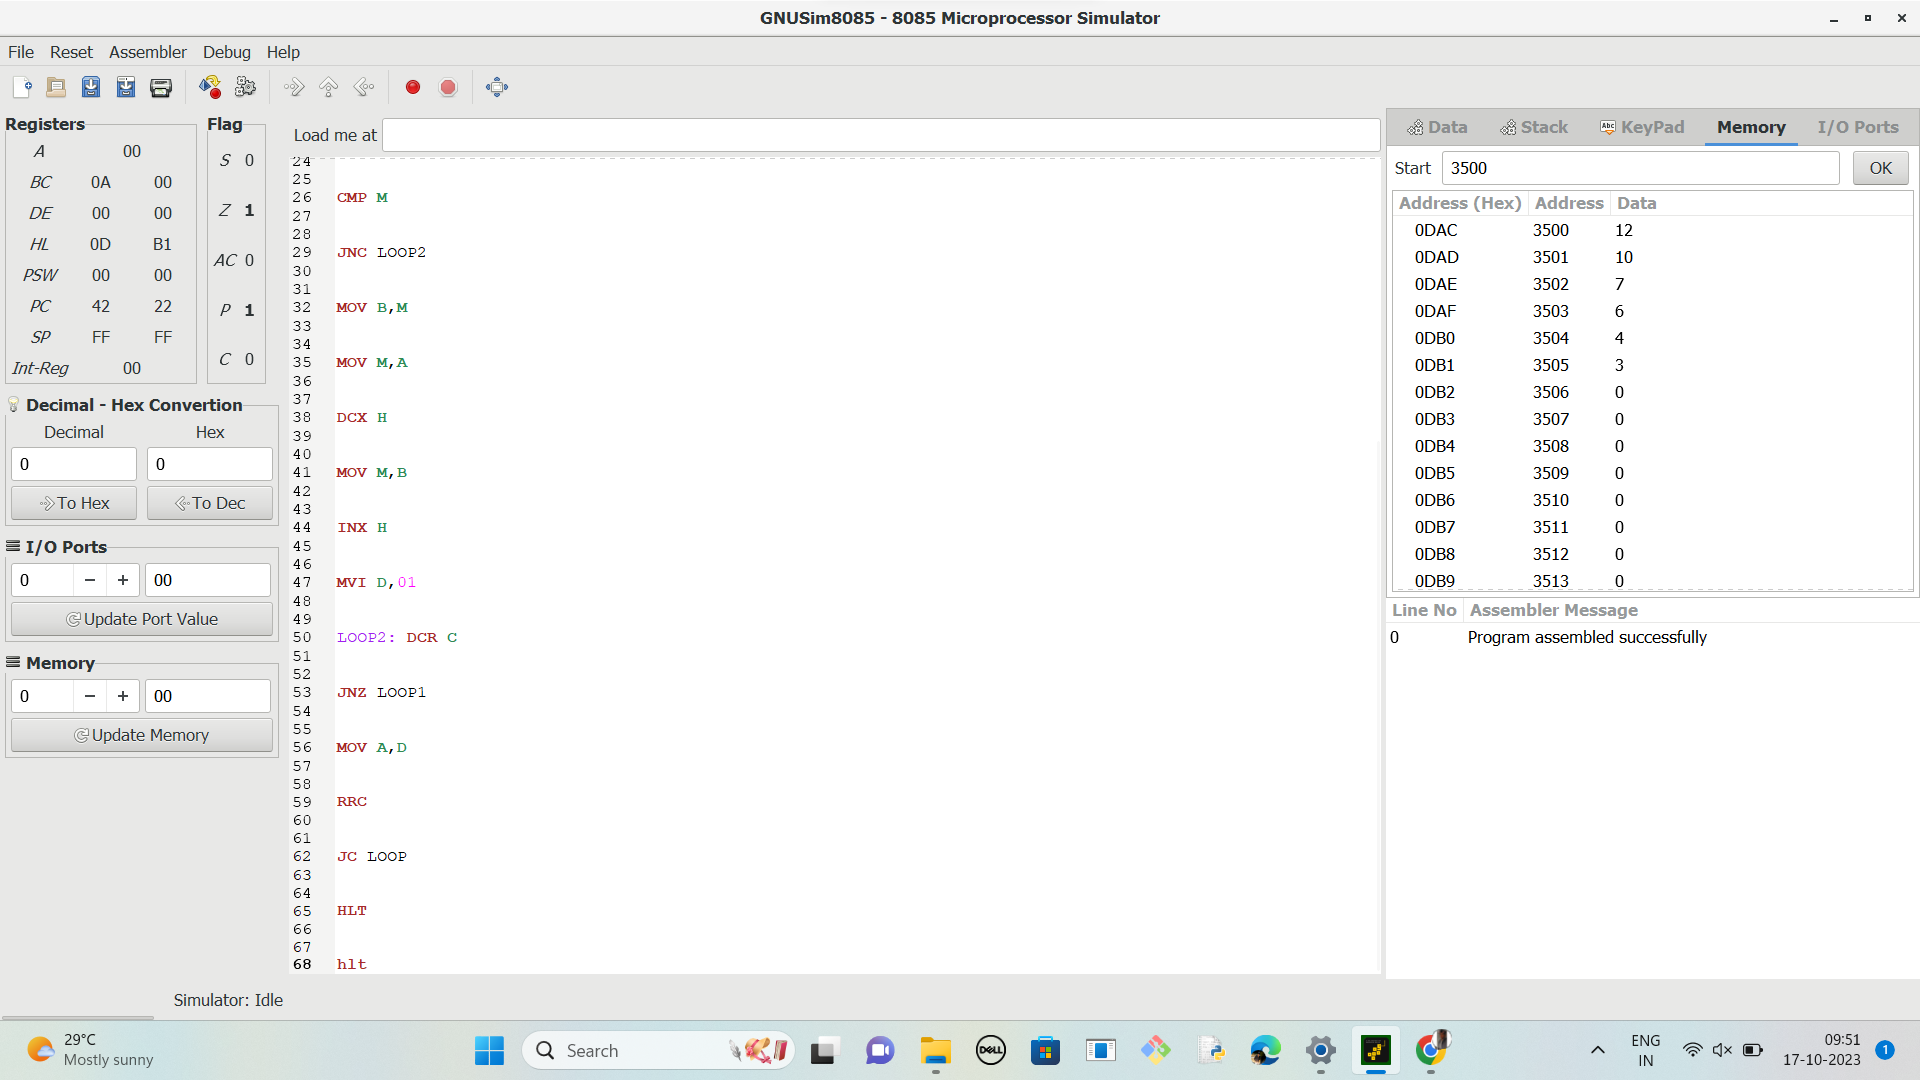 GNUSim8085 - 8085 Microprocessor Simulator
File Reset Assembler Debug Help
Registers
A 00
BC 0A 00
DE 00 00
HL 0D B1
PSW 00 00
PC 42 22
SP FF FF
Int-Reg 00
Flag
S 0
Z 1
AC 0
P 1
C 0
Decimal - Hex Convertion
Decimal Hex
0 0
To Hex To Dec
I/O Ports
0 − + 00
Update Port Value
Memory
0 − + 00
Update Memory
Load me at
24
25
26 CMP M
27
28
29 JNC LOOP2
30
31
32 MOV B,M
33
34
35 MOV M,A
36
37
38 DCX H
39
40
41 MOV M,B
42
43
44 INX H
45
46
47 MVI D,01
48
49
50 LOOP2: DCR C
51
52
53 JNZ LOOP1
54
55
56 MOV A,D
57
58
59 RRC
60
61
62 JC LOOP
63
64
65 HLT
66
67
68 hlt
Data Stack Abc KeyPad Memory I/O Ports
Start 3500 OK
Address (Hex) Address Data
0DAC 3500 12
0DAD 3501 10
0DAE 3502 7
0DAF 3503 6
0DB0 3504 4
0DB1 3505 3
0DB2 3506 0
0DB3 3507 0
0DB4 3508 0
0DB5 3509 0
0DB6 3510 0
0DB7 3511 0
0DB8 3512 0
0DB9 3513 0
Line No Assembler Message
0 Program assembled successfully
Simulator: Idle
29°C
Mostly sunny
Search
DELL
ENG
IN
09:51
17-10-2023
1